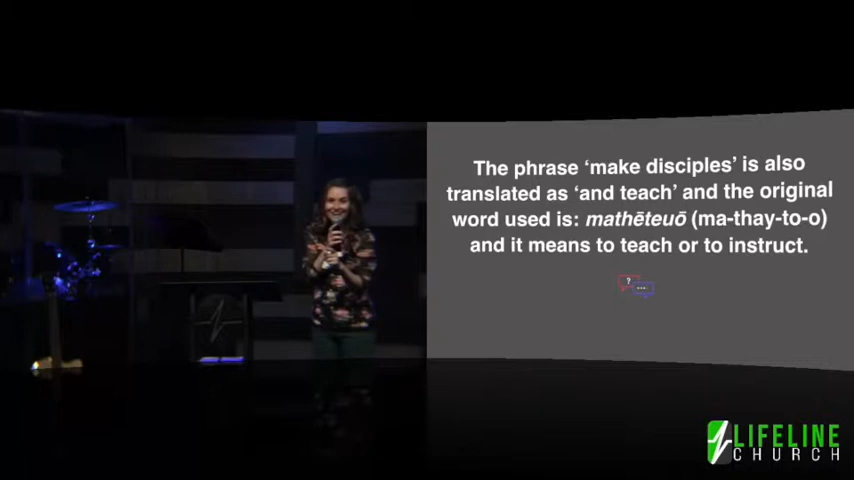 The phrase ‘make disciples’ is also
translated as ‘and teach’ and the original
word used is: mathēteuō (ma-thay-to-o)
and it means to teach or to instruct.
?
LIFELINE
CHURCH